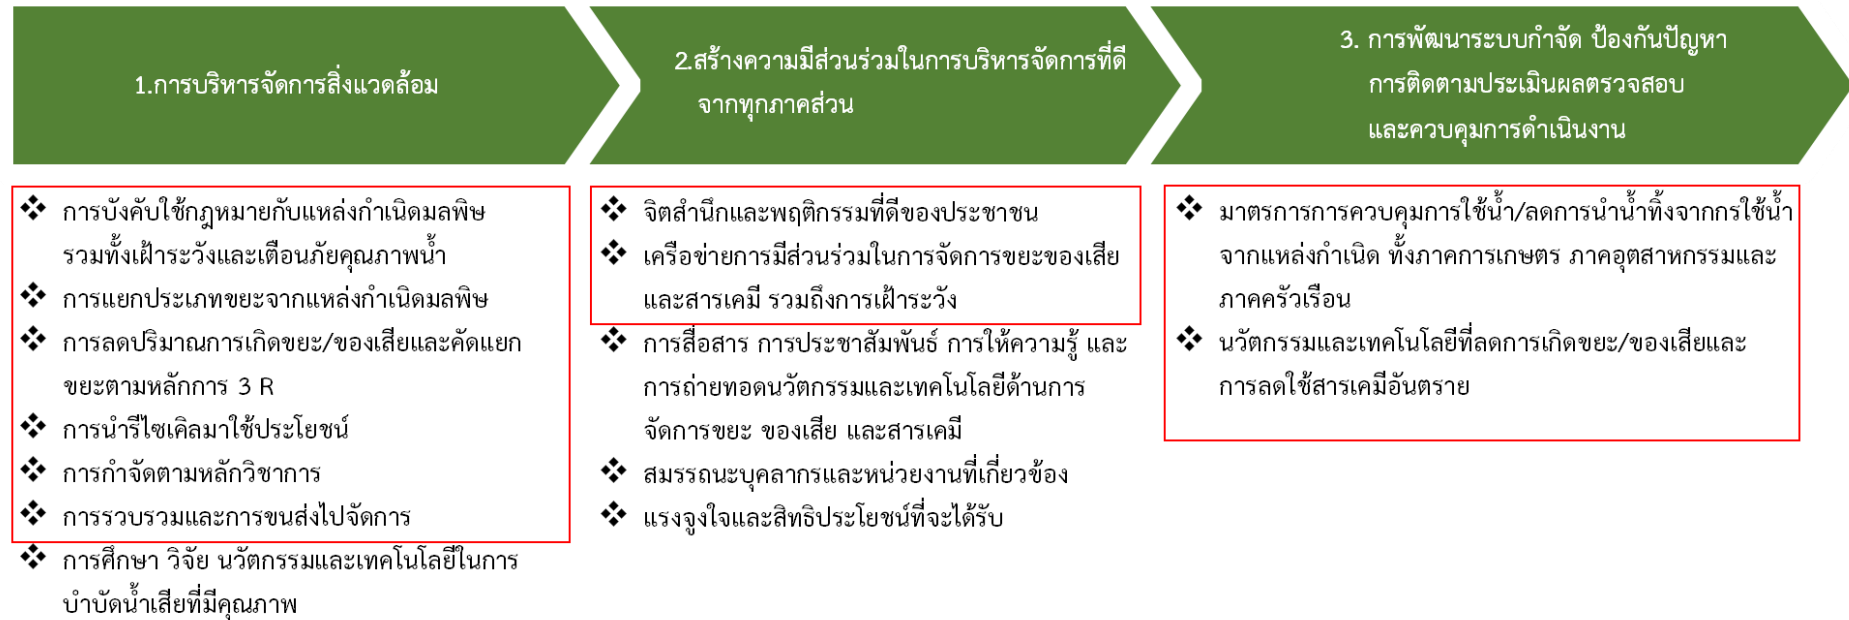 1.การบริหารจัดการสิ่งแวดล้อม
2.สร้างความมีส่วนร่วมในการบริหารจัดการที่ดี
จากทุกภาคส่วน
3. การพัฒนาระบบกำจัด ป้องกันปัญหา
การติดตามประเมินผลตรวจสอบ
และควบคุมการดำเนินงาน
❖ การบังคับใช้กฎหมายกับแหล่งกำเนิดมลพิษ
รวมทั้งเฝ้าระวังและเตือนภัยคุณภาพน้ำ
❖ การแยกประเภทขยะจากแหล่งกำเนิดมลพิษ
❖ การลดปริมาณการเกิดขยะ/ของเสียและคัดแยก
ขยะตามหลักการ 3 R
❖ การนำรีไซเคิลมาใช้ประโยชน์
❖ การกำจัดตามหลักวิชาการ
❖ การรวบรวมและการขนส่งไปจัดการ
❖ การศึกษา วิจัย นวัตกรรมและเทคโนโลยีในการ
บำบัดน้ำเสียที่มีคุณภาพ
❖ จิตสำนึกและพฤติกรรมที่ดีของประชาชน
❖ เครือข่ายการมีส่วนร่วมในการจัดการขยะของเสีย
และสารเคมี รวมถึงการเฝ้าระวัง
❖ การสื่อสาร การประชาสัมพันธ์ การให้ความรู้ และ
การถ่ายทอดนวัตกรรมและเทคโนโลยีด้านการ
จัดการขยะ ของเสีย และสารเคมี
❖ สมรรถนะบุคลากรและหน่วยงานที่เกี่ยวข้อง
❖ แรงจูงใจและสิทธิประโยชน์ที่จะได้รับ
❖ มาตรการการควบคุมการใช้น้ำ/ลดการนำน้ำทิ้งจากกรใช้น้ำ
จากแหล่งกำเนิด ทั้งภาคการเกษตร ภาคอุตสาหกรรมและ
ภาคครัวเรือน
❖ นวัตกรรมและเทคโนโลยีที่ลดการเกิดขยะ/ของเสียและ
การลดใช้สารเคมีอันตราย